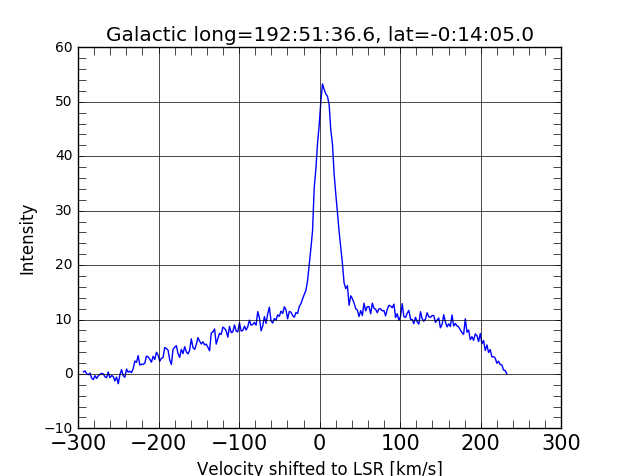 Galactic long=192:51:36.6, lat=-0:14:05.0
60
50
40
30
20
10
0
−10
Intensity
−300 −200 −100 0 100 200 300
Velocity shifted to LSR [km/s]